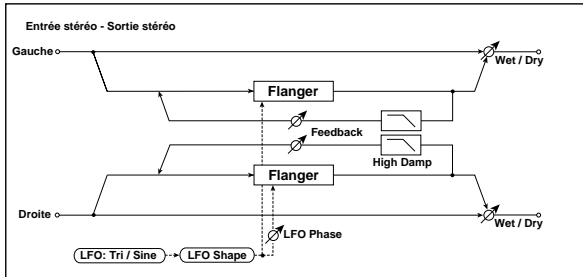 Entrée stéréo - Sortie stéréo
Gauche
Wet / Dry
Flanger
Feedback
High Damp
Flanger
Droite
Wet / Dry
LFO Phase
LFO: Tri / Sine
LFO Shape